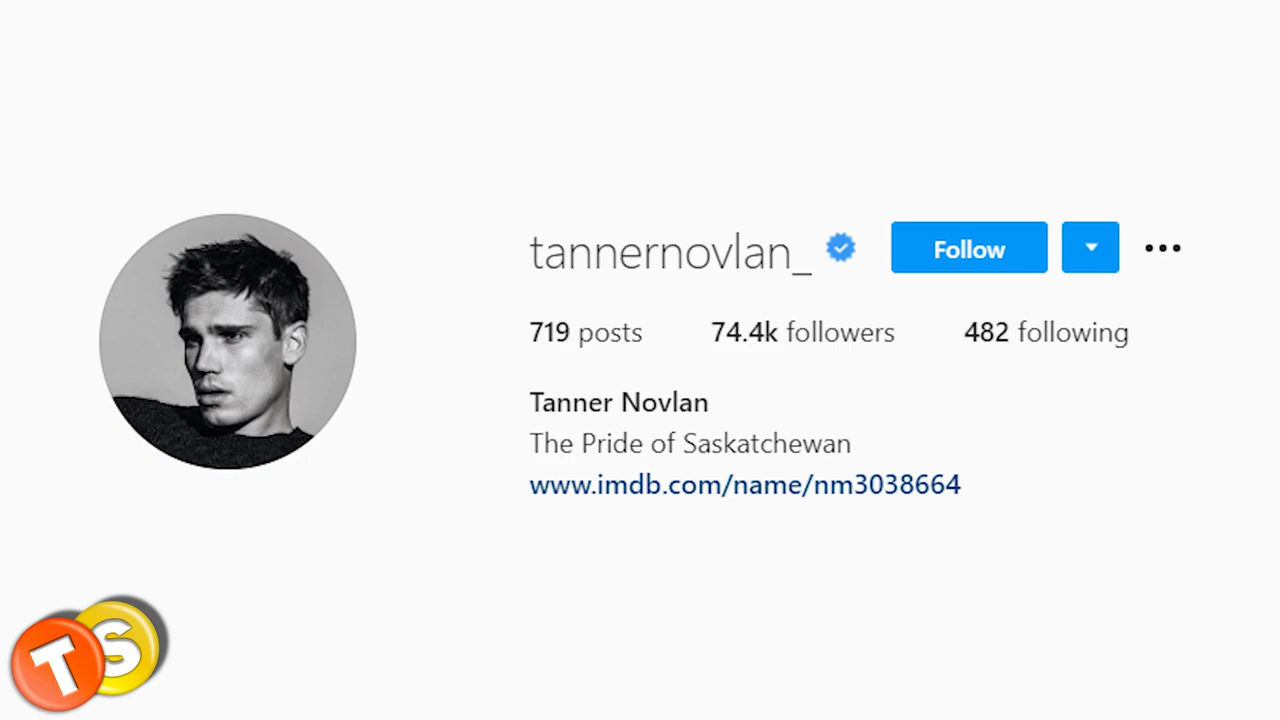 tannernovlan_ Follow
719 posts 74.4k followers 482 following
Tanner Novlan
The Pride of Saskatchewan
www.imdb.com/name/nm3038664
TS